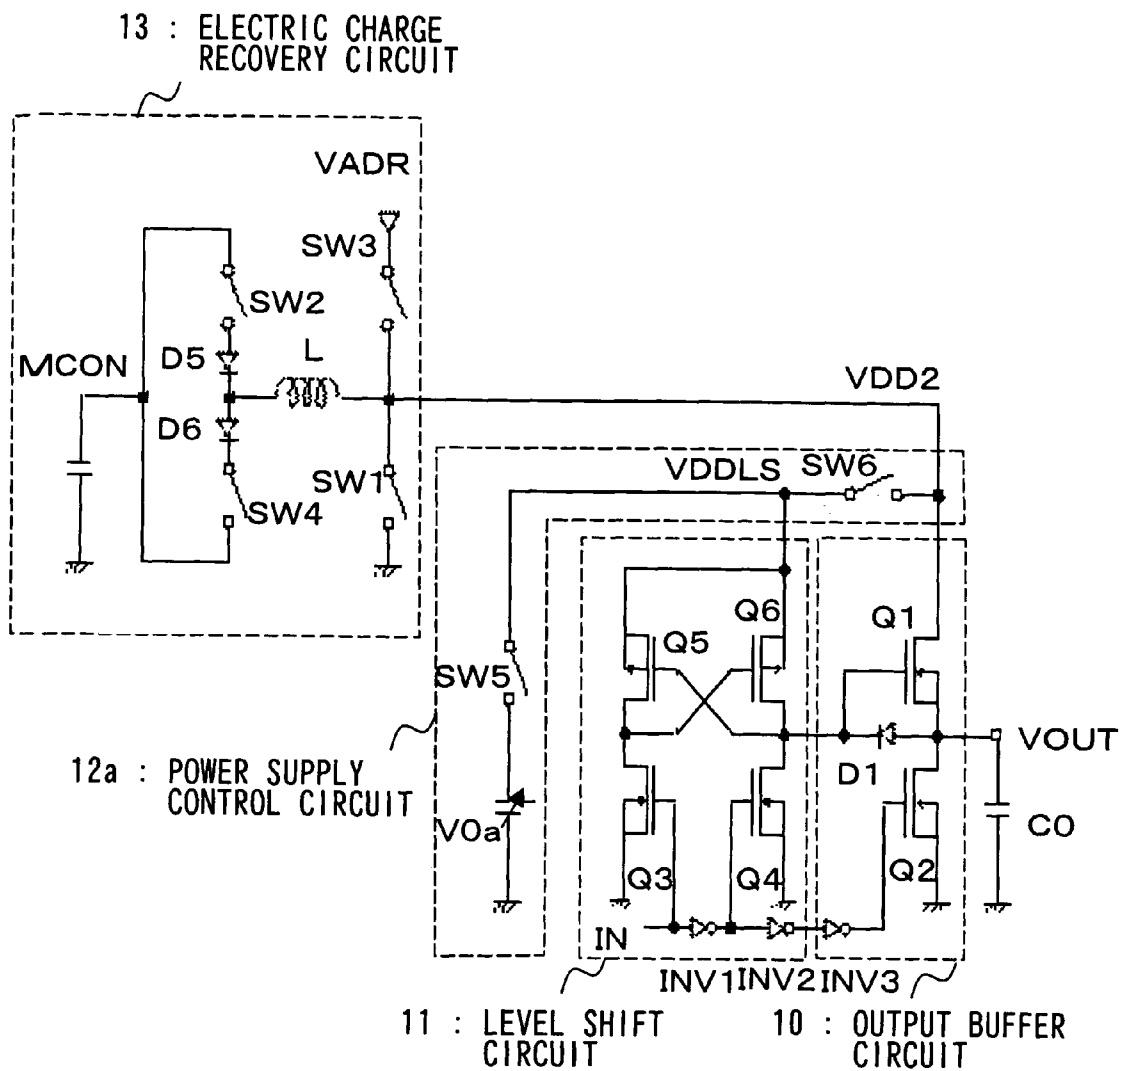 13 : ELECTRIC CHARGE
RECOVERY CIRCUIT
VADR
SW3
SW2
D5
L
MCON
D6
SW1
SW4
VDD2
VDDLS
SW6
Q6
Q1
Q5
SW5
VOUT
D1
12a : POWER SUPPLY
CONTROL CIRCUIT
V0a
C0
Q3
Q4
Q2
IN
INV1
INV2
INV3
11 : LEVEL SHIFT
CIRCUIT
10 : OUTPUT BUFFER
CIRCUIT